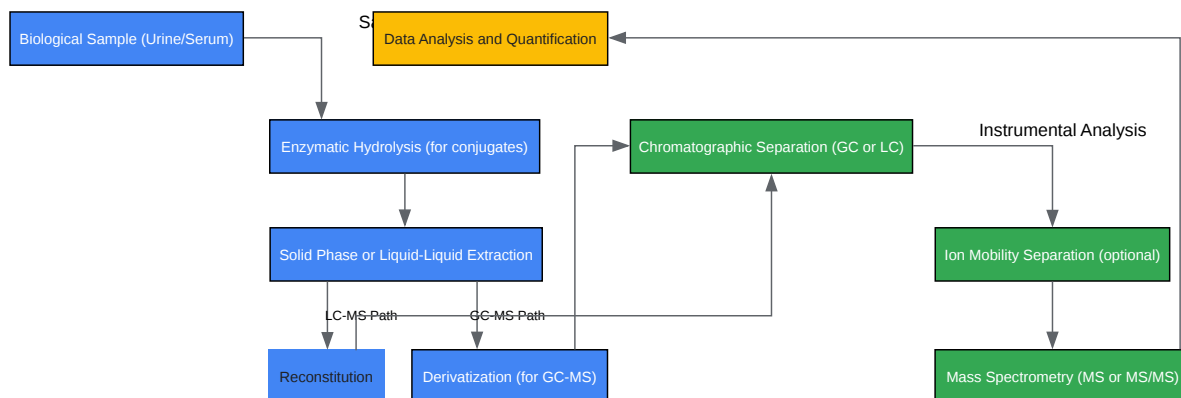 Biological Sample (Urine/Serum)
Data Analysis and Quantification
Enzymatic Hydrolysis (for conjugates)
Chromatographic Separation (GC or LC)
Instrumental Analysis
Solid Phase or Liquid-Liquid Extraction
Ion Mobility Separation (optional)
LC-MS Path
GC-MS Path
Reconstitution
Derivatization (for GC-MS)
Mass Spectrometry (MS or MS/MS)